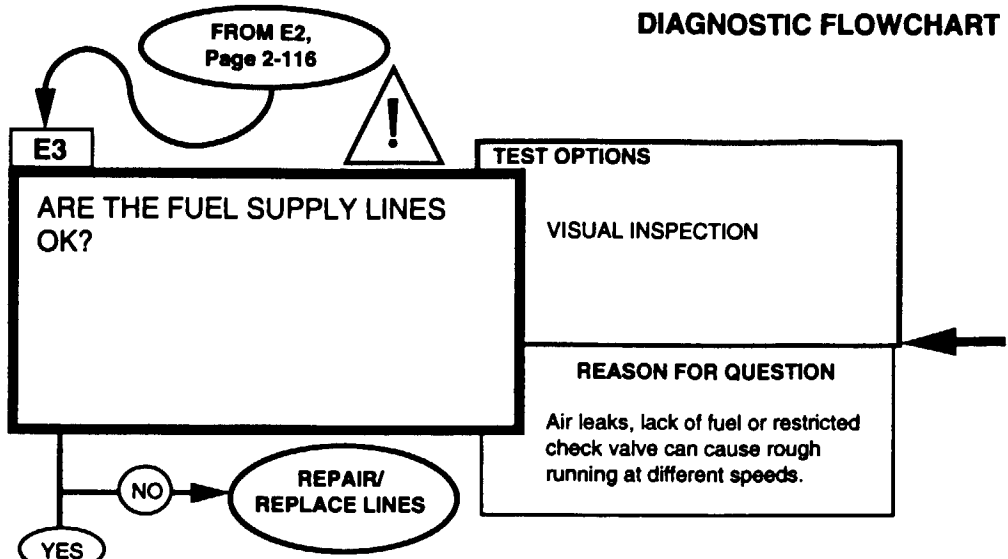 DIAGNOSTIC FLOWCHART
FROM E2,
Page 2-116
!
E3
ARE THE FUEL SUPPLY LINES
OK?
TEST OPTIONS
VISUAL INSPECTION
REASON FOR QUESTION
Air leaks, lack of fuel or restricted
check valve can cause rough
running at different speeds.
NO
REPAIR/
REPLACE LINES
YES